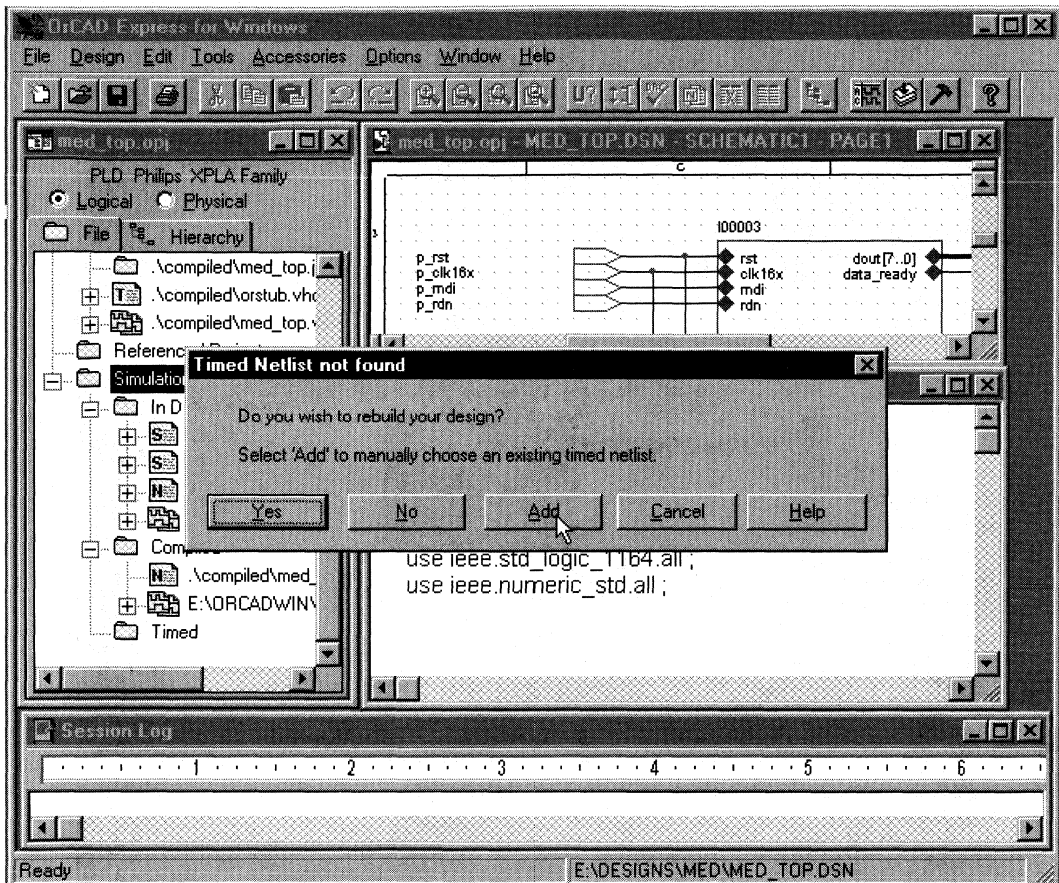 OrCAD Express for Windows
File Design Edit Tools Accessories Options Window Help
U?
med_top.opj
PLD Philips XPLA Family
Logical Physical
File Hierarchy
.\compiled\med_top.
.\compiled\orstub.vho
.\compiled\med_top.
Simulation
In D
Compiled
.\compiled\med_
E:\ORCADWIN\
Timed
med_top.opj - MED_TOP.DSN - SCHEMATIC1 - PAGE1
C
I00003
p_rst
p_clk16x
p_mdi
p_rdn
rst
clk16x
mdi
rdn
dout[7..0]
data_ready
Timed Netlist not found
Do you wish to rebuild your design?
Select 'Add' to manually choose an existing timed netlist.
Yes No Add Cancel Help
use ieee.std_logic_1164.all ;
use ieee.numeric_std.all ;
Session Log
1 2 3 4 5 6
Ready E:\DESIGNS\MED\MED_TOP.DSN